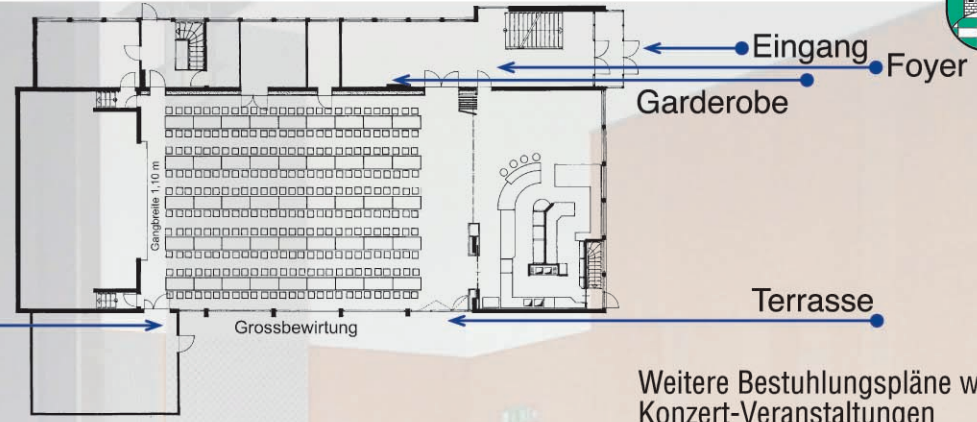 Eingang
Foyer
Garderobe
Gangbreite 1,10 m
Terrasse
Grossbewirtung
Weitere Bestuhlungspläne w
Konzert-Veranstaltungen